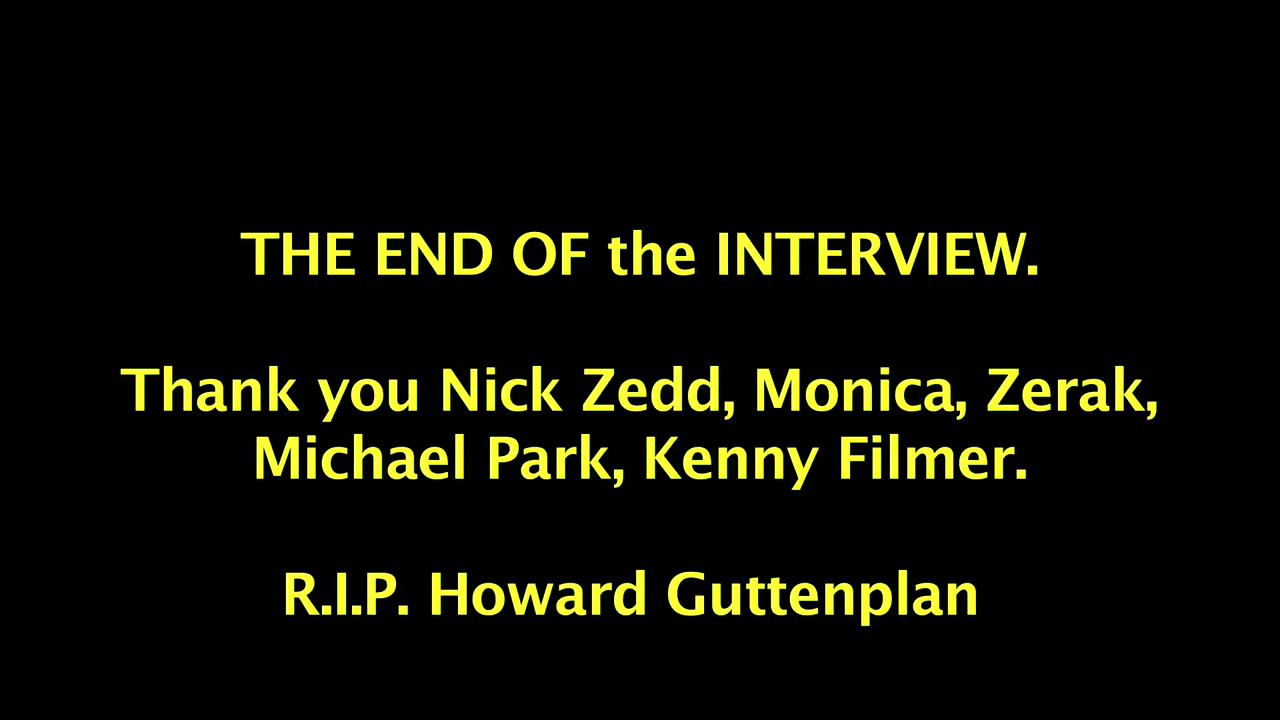 THE END OF the INTERVIEW.
Thank you Nick Zedd, Monica, Zerak,
Michael Park, Kenny Filmer.
R.I.P. Howard Guttenplan